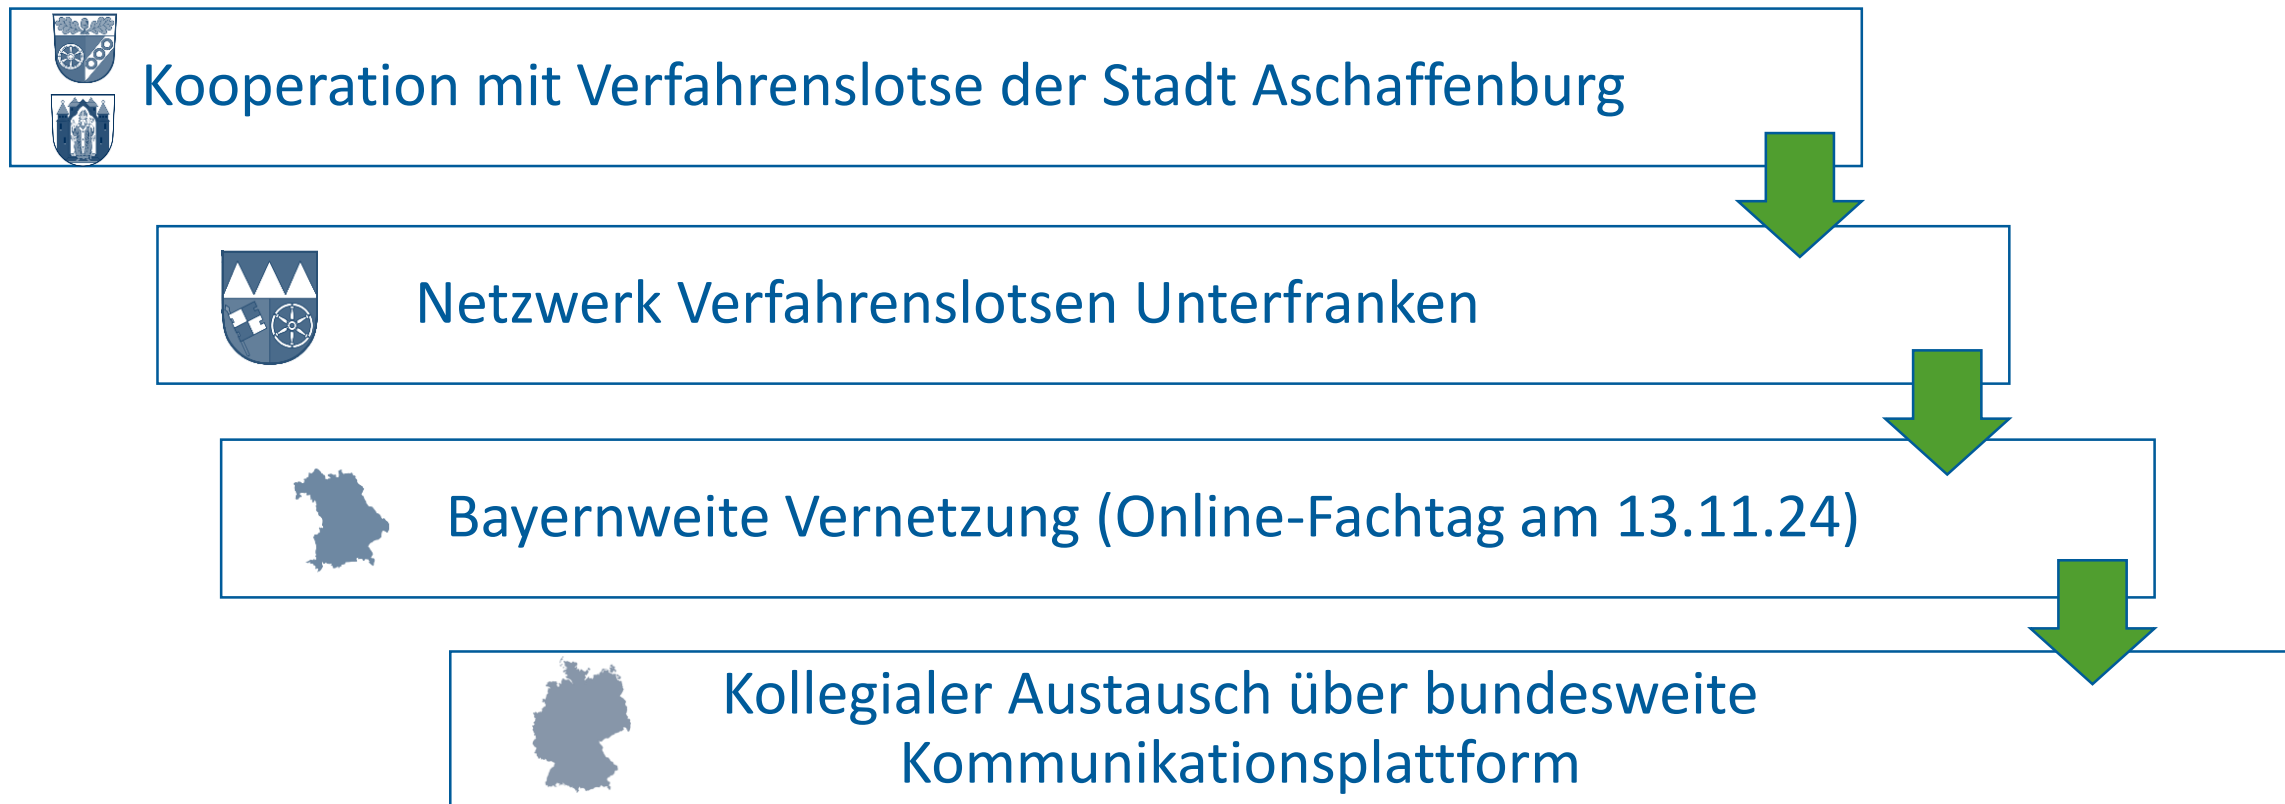 Kooperation mit Verfahrenslotse der Stadt Aschaffenburg
Netzwerk Verfahrenslotsen Unterfranken
Bayernweite Vernetzung (Online-Fachtag am 13.11.24)
Kollegialer Austausch über bundesweite
Kommunikationsplattform